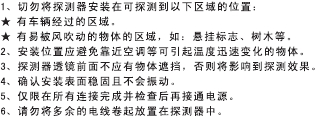 1、切勿将探测器安装在可探测到以下区域的位置：
★ 有车辆经过的区域。
★ 有易被风吹动的物体的区域，如：悬挂标志、树木等。
2、安装位置应避免靠近空调等可引起温度迅速变化的物体。
3、探测器透镜前面不应有物体遮挡，否则将影响到探测效果。
4、确认安装表面稳固且不会振动。
5、仅限在所有连接完成并检查后再接通电源。
6、请勿将多余的电线卷起放置在探测器中。